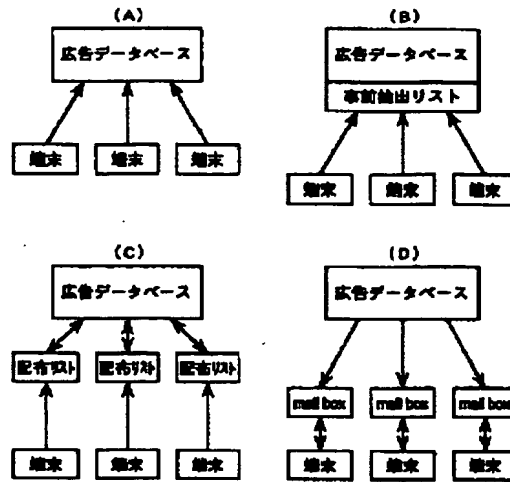 (A)
広告データベース
端末 端末 端末
(B)
広告データベース
事前抽出リスト
端末 端末 端末
(C)
広告データベース
配布リスト 配布リスト 配布リスト
端末 端末 端末
(D)
広告データベース
mail box mail box mail box
端末 端末 端末